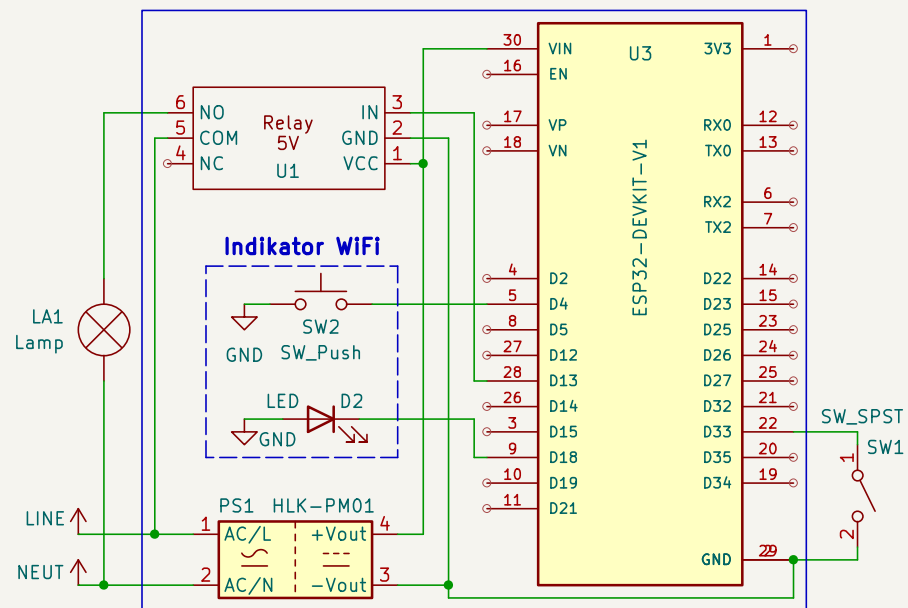 30 VIN U3 3V3 1
16 EN
6 NO Relay IN 3 17 VP RX0 12
5 COM 5V GND 2 18 VN TX0 13
4 NC U1 VCC 1
RX2 6
TX2 7
ESP32-DEVKIT-V1
Indikator WiFi
4 D2 D22 14
5 D4 D23 15
LA1 SW2 8 D5 D25 23
Lamp GND SW_Push 27 D12 D26 24
28 D13 D27 25
LED D2 26 D14 D32 21
SW_SPST
GND 3 D15 D33 22
SW1
9 D18 D35 20 1
10 D19 D34 19
PS1 HLK-PM01 11 D21
LINE 1 AC/L +Vout 4 2
GND
NEUT 2 AC/N -Vout 3